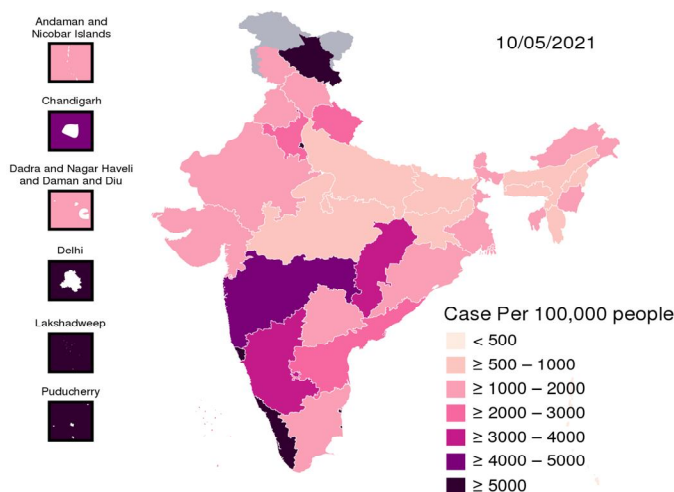 Andaman and
Nicobar Islands
10/05/2021
Chandigarh
Dadra and Nagar Haveli
and Daman and Diu
Delhi
Lakshadweep
Puducherry
Case Per 100,000 people
< 500
≥ 500 – 1000
≥ 1000 – 2000
≥ 2000 – 3000
≥ 3000 – 4000
≥ 4000 – 5000
≥ 5000